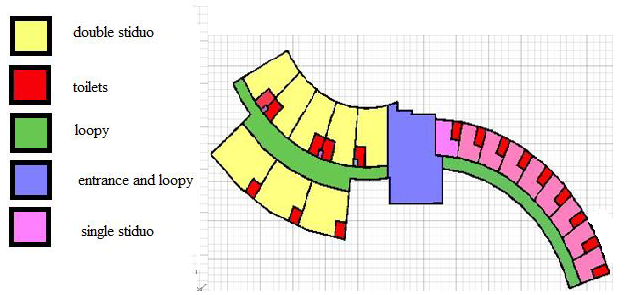 double stiduo
toilets
loopy
entrance and loopy
single stiduo